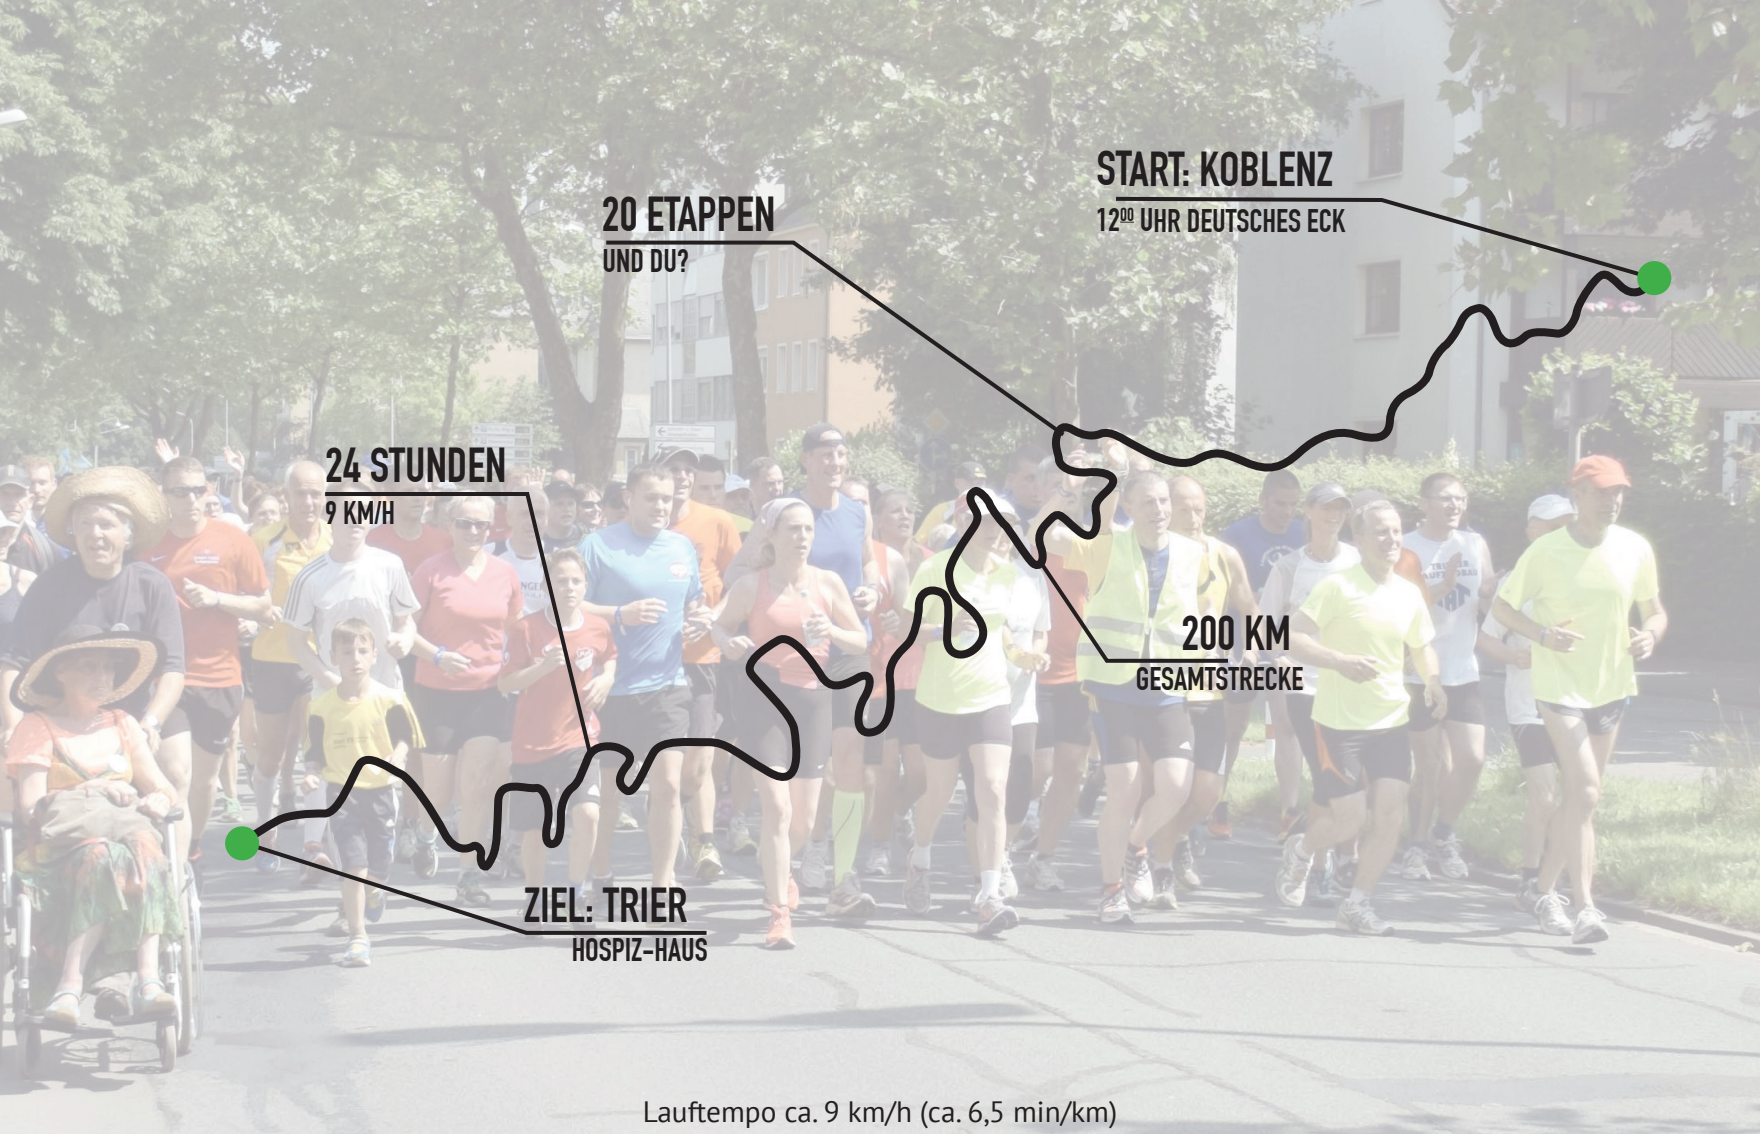 START: KOBLENZ
12⁰⁰ UHR DEUTSCHES ECK
20 ETAPPEN
UND DU?
24 STUNDEN
9 KM/H
200 KM
GESAMTSTRECKE
ZIEL: TRIER
HOSPIZ-HAUS
Lauftempo ca. 9 km/h (ca. 6,5 min/km)